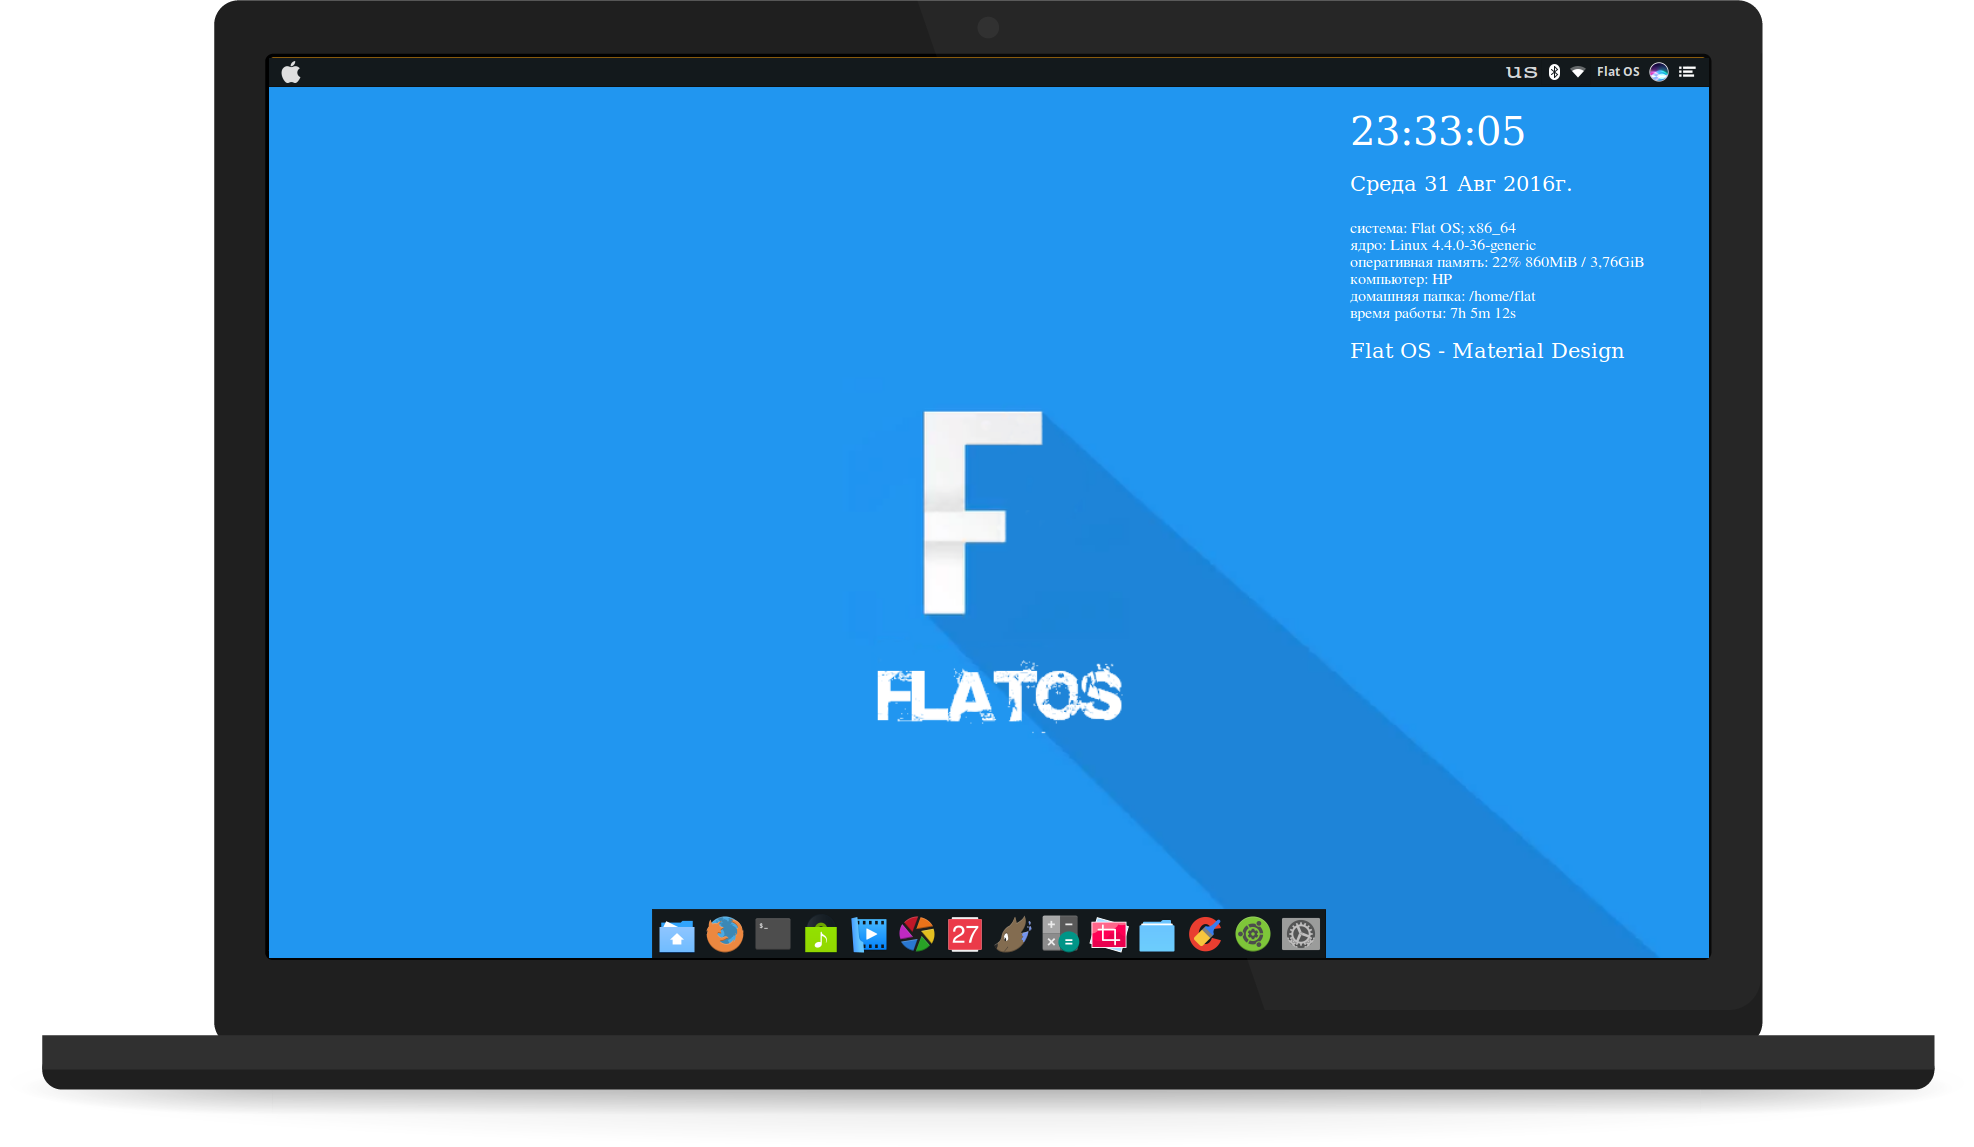 us Flat OS
23:33:05
Среда 31 Авг 2016г.
система: Flat OS; x86_64
ядро: Linux 4.4.0-36-generic
оперативная память: 22% 860MiB / 3,76GiB
компьютер: HP
домашняя папка: /home/flat
время работы: 7h 5m 12s
Flat OS - Material Design
F
FLATOS
$_
27
+ −
× =